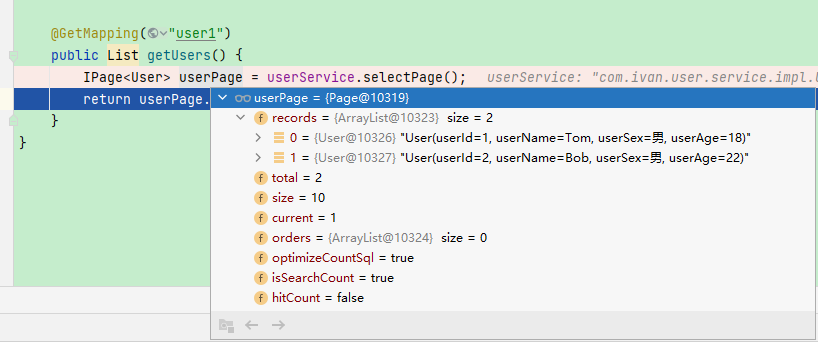 @GetMapping("user1")
public List getUsers() {
IPage<User> userPage = userService.selectPage(); userService: "com.ivan.user.service.impl.
return userPage.
}
}
userPage = {Page@10319}
records = {ArrayList@10323} size = 2
0 = {User@10326} "User(userId=1, userName=Tom, userSex=男, userAge=18)"
1 = {User@10327} "User(userId=2, userName=Bob, userSex=男, userAge=22)"
total = 2
size = 10
current = 1
orders = {ArrayList@10324} size = 0
optimizeCountSql = true
isSearchCount = true
hitCount = false